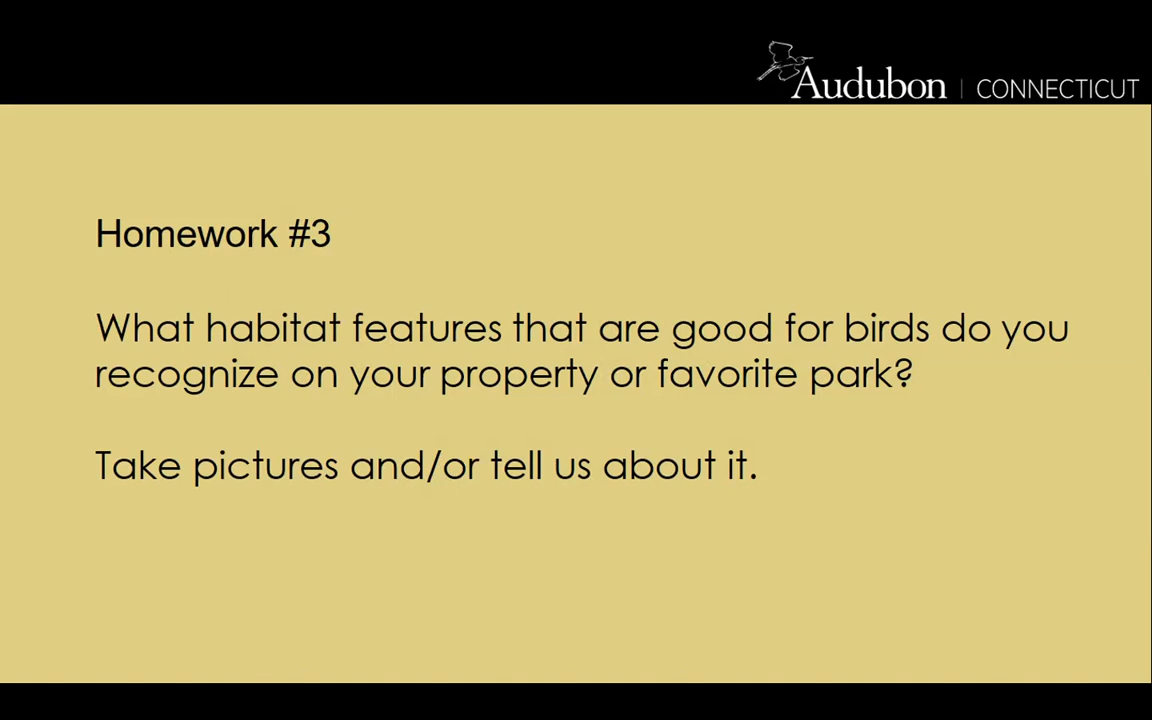 Audubon | CONNECTICUT
Homework #3
What habitat features that are good for birds do you
recognize on your property or favorite park?
Take pictures and/or tell us about it.